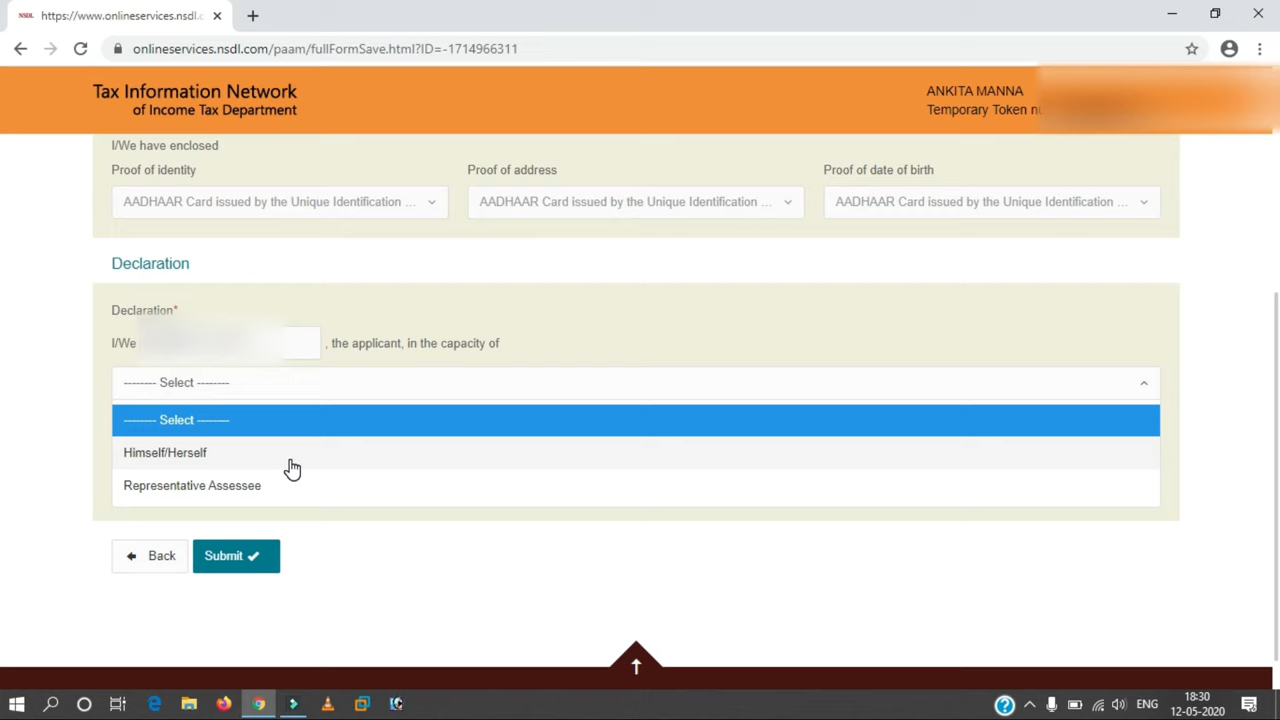 NSDL https://www.onlineservices.nsdl.c
onlineservices.nsdl.com/paam/fullFormSave.html?ID=-1714966311
Tax Information Network
of Income Tax Department
ANKITA MANNA
Temporary Token
I/We have enclosed
Proof of identity
Proof of address
Proof of date of birth
AADHAAR Card issued by the Unique Identification ...
AADHAAR Card issued by the Unique Identification ...
AADHAAR Card issued by the Unique Identification ...
Declaration
Declaration*
I/We
, the applicant, in the capacity of
-------- Select --------
-------- Select --------
Himself/Herself
Representative Assessee
Back
Submit
ENG
18:30
12-05-2020